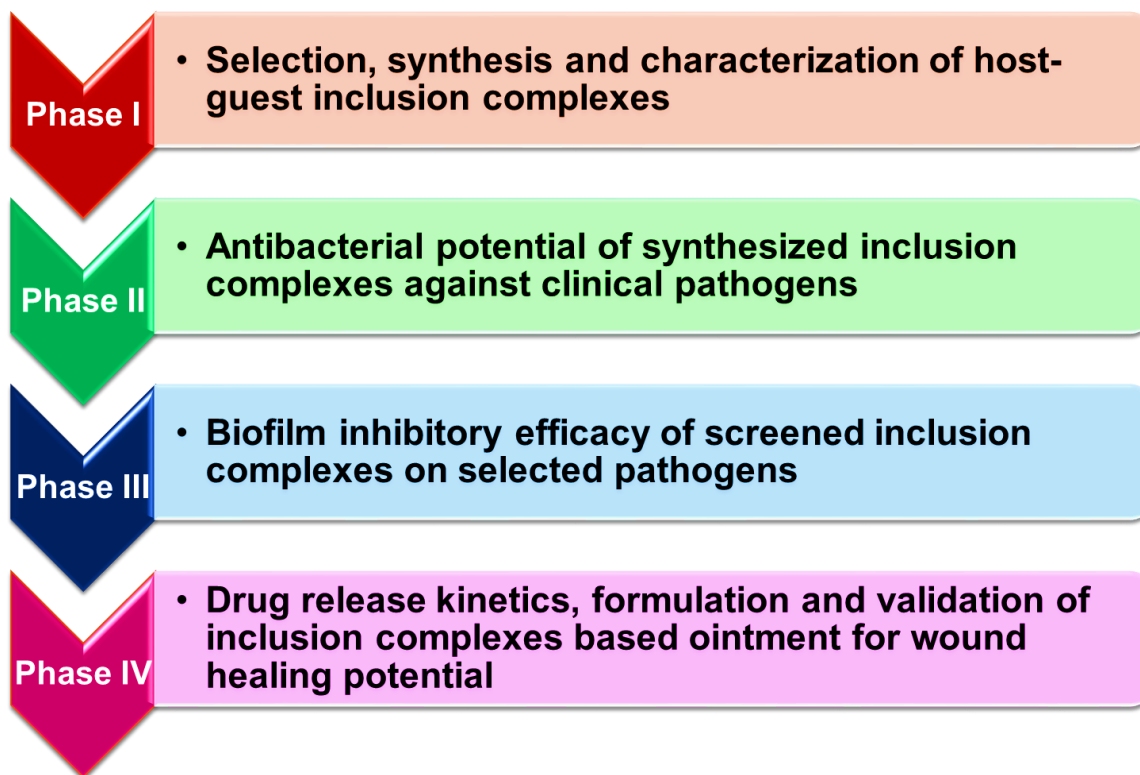 Phase I
• Selection, synthesis and characterization of host-
guest inclusion complexes
Phase II
• Antibacterial potential of synthesized inclusion
complexes against clinical pathogens
Phase III
• Biofilm inhibitory efficacy of screened inclusion
complexes on selected pathogens
Phase IV
• Drug release kinetics, formulation and validation of
inclusion complexes based ointment for wound
healing potential